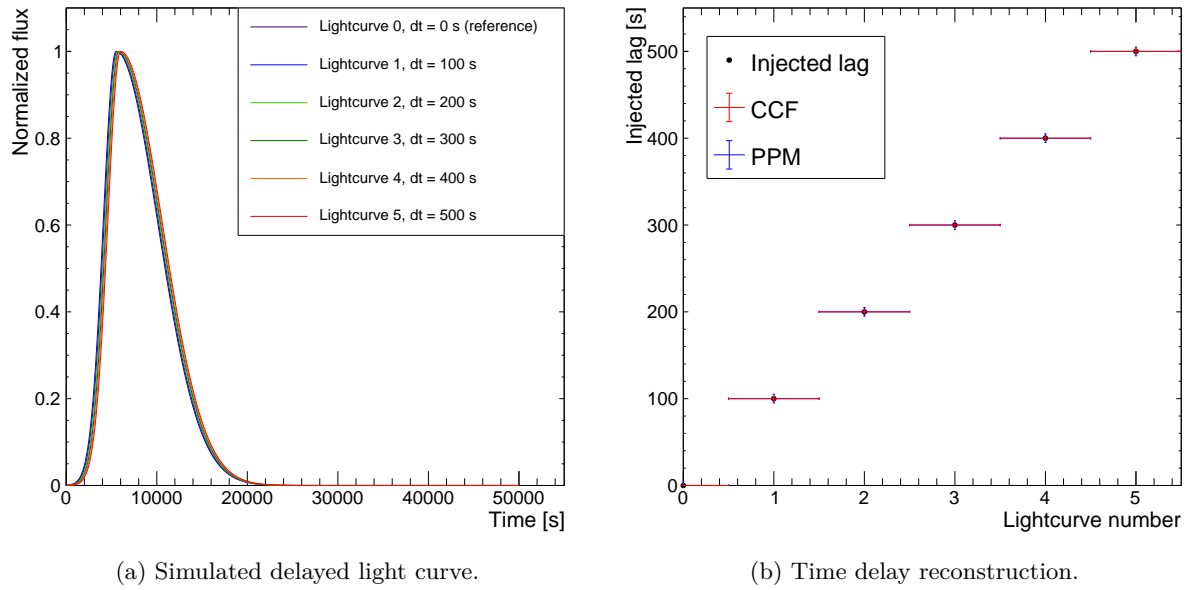 Normalized flux
1
0.8
0.6
0.4
0.2
0
Lightcurve 0, dt = 0 s (reference)
Lightcurve 1, dt = 100 s
Lightcurve 2, dt = 200 s
Lightcurve 3, dt = 300 s
Lightcurve 4, dt = 400 s
Lightcurve 5, dt = 500 s
0 10000 20000 30000 40000 50000
Time [s]
(a) Simulated delayed light curve.
Injected lag [s]
500
400
300
200
100
0
Injected lag
CCF
PPM
0 1 2 3 4 5
Lightcurve number
(b) Time delay reconstruction.